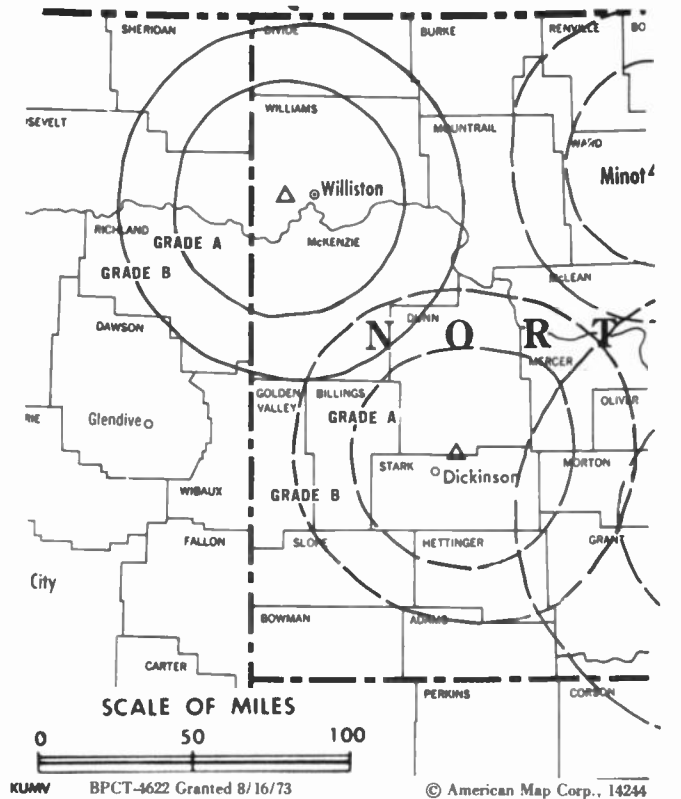 SHERIDAN
DIVIDE
BURKE
RENVILLE
BO
SEVELT
WILLIAMS
MOUNTRAIL
WARD
Minot
Williston
RICHLAND
GRADE A
McKENZIE
GRADE B
McLEAN
DAWSON
DUNN
N O R T
MERCER
GOLDEN
VALLEY
BILLINGS
OLIVER
RIE
Glendive
GRADE A
STARK
MORTON
Dickinson
WIBAUX
GRADE B
FALLON
SLOPE
HETTINGER
GRANT
City
BOWMAN
ADAMS
CARTER
PERKINS
CORSON
SCALE OF MILES
0 50 100
KUMV BPCT-4622 Granted 8/16/73 © American Map Corp., 14244